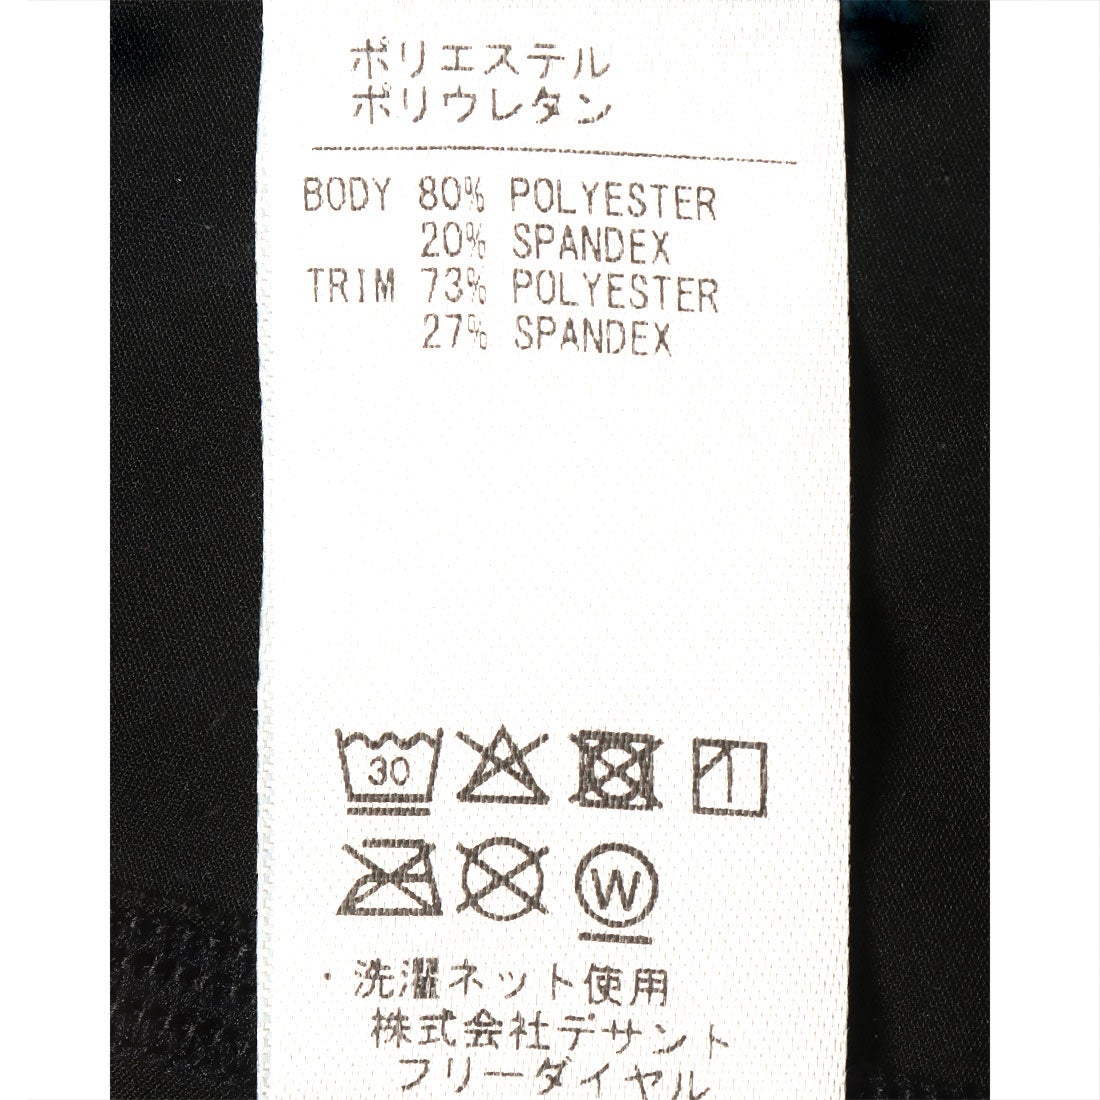 ポリエステル
ポリウレタン
BODY 80% POLYESTER
20% SPANDEX
TRIM 73% POLYESTER
27% SPANDEX
30
W
・洗濯ネット使用
株式会社デサント
フリーダイヤル